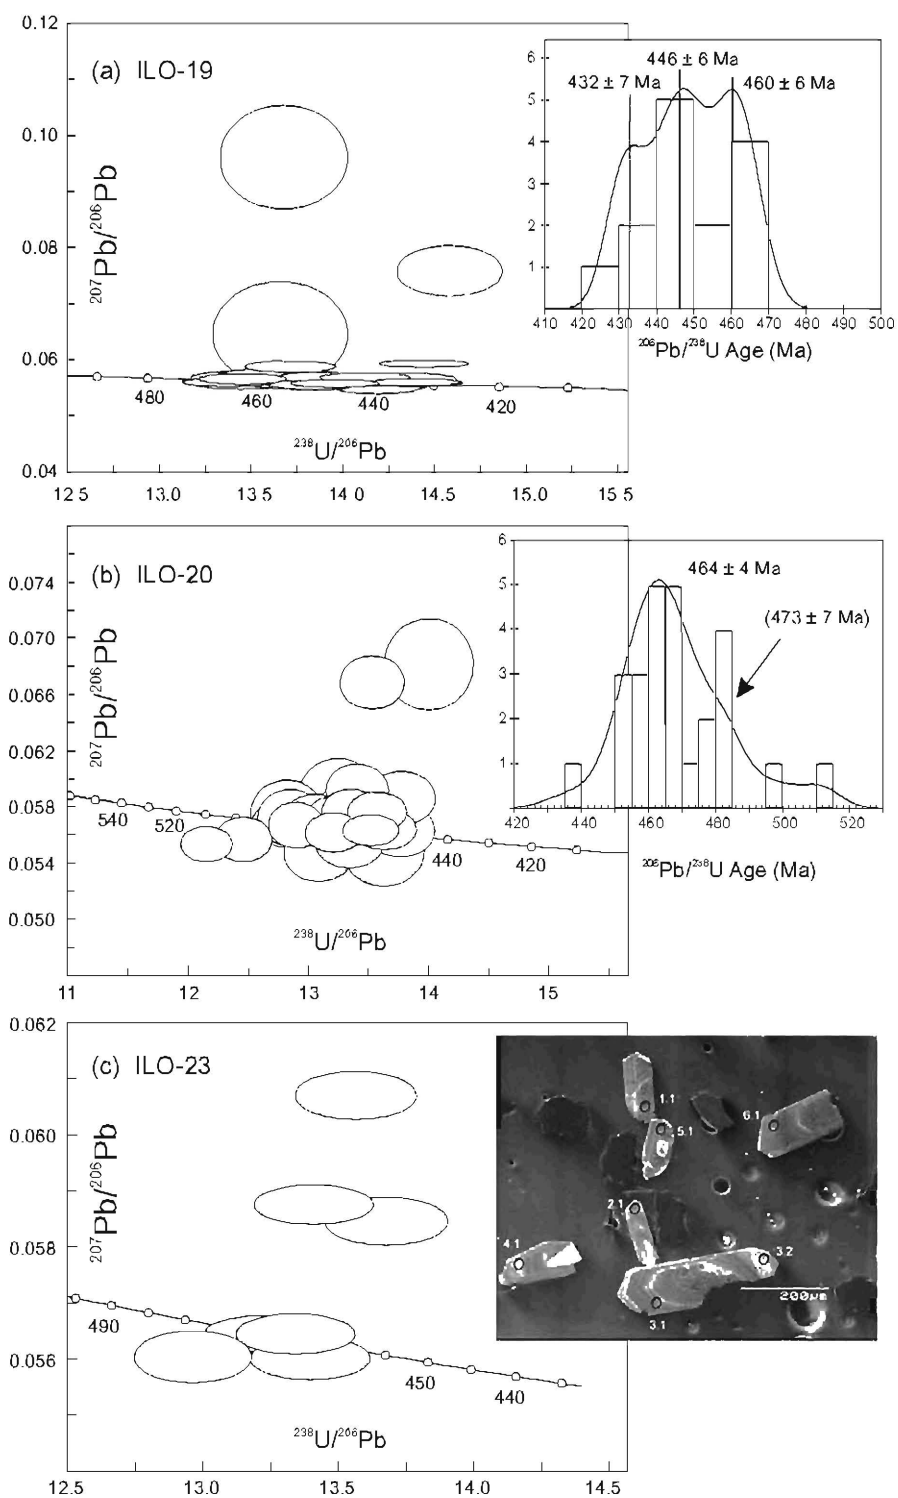 (a) ILO-19
0.12
0.10
0.08
0.06
0.04
207Pb/206Pb
480
460
440
420
238U/206Pb
12.5 13.0 13.5 14.0 14.5 15.0 15.5
446 ± 6 Ma
432 ± 7 Ma
460 ± 6 Ma
6
5
4
3
2
1
410 420 430 440 450 460 470 480 490 500
206Pb/238U Age (Ma)
(b) ILO-20
0.074
0.070
0.066
0.062
0.058
0.054
0.050
207Pb/206Pb
540
520
440
420
238U/206Pb
11 12 13 14 15
464 ± 4 Ma
(473 ± 7 Ma)
6
5
4
3
2
1
420 440 460 480 500 520
206Pb/238U Age (Ma)
(c) ILO-23
0.062
0.060
0.058
0.056
207Pb/206Pb
490
450
440
238U/206Pb
12.5 13.0 13.5 14.0 14.5
1.1
5.1
6.1
2.1
4.1
3.2
3.1
200µm